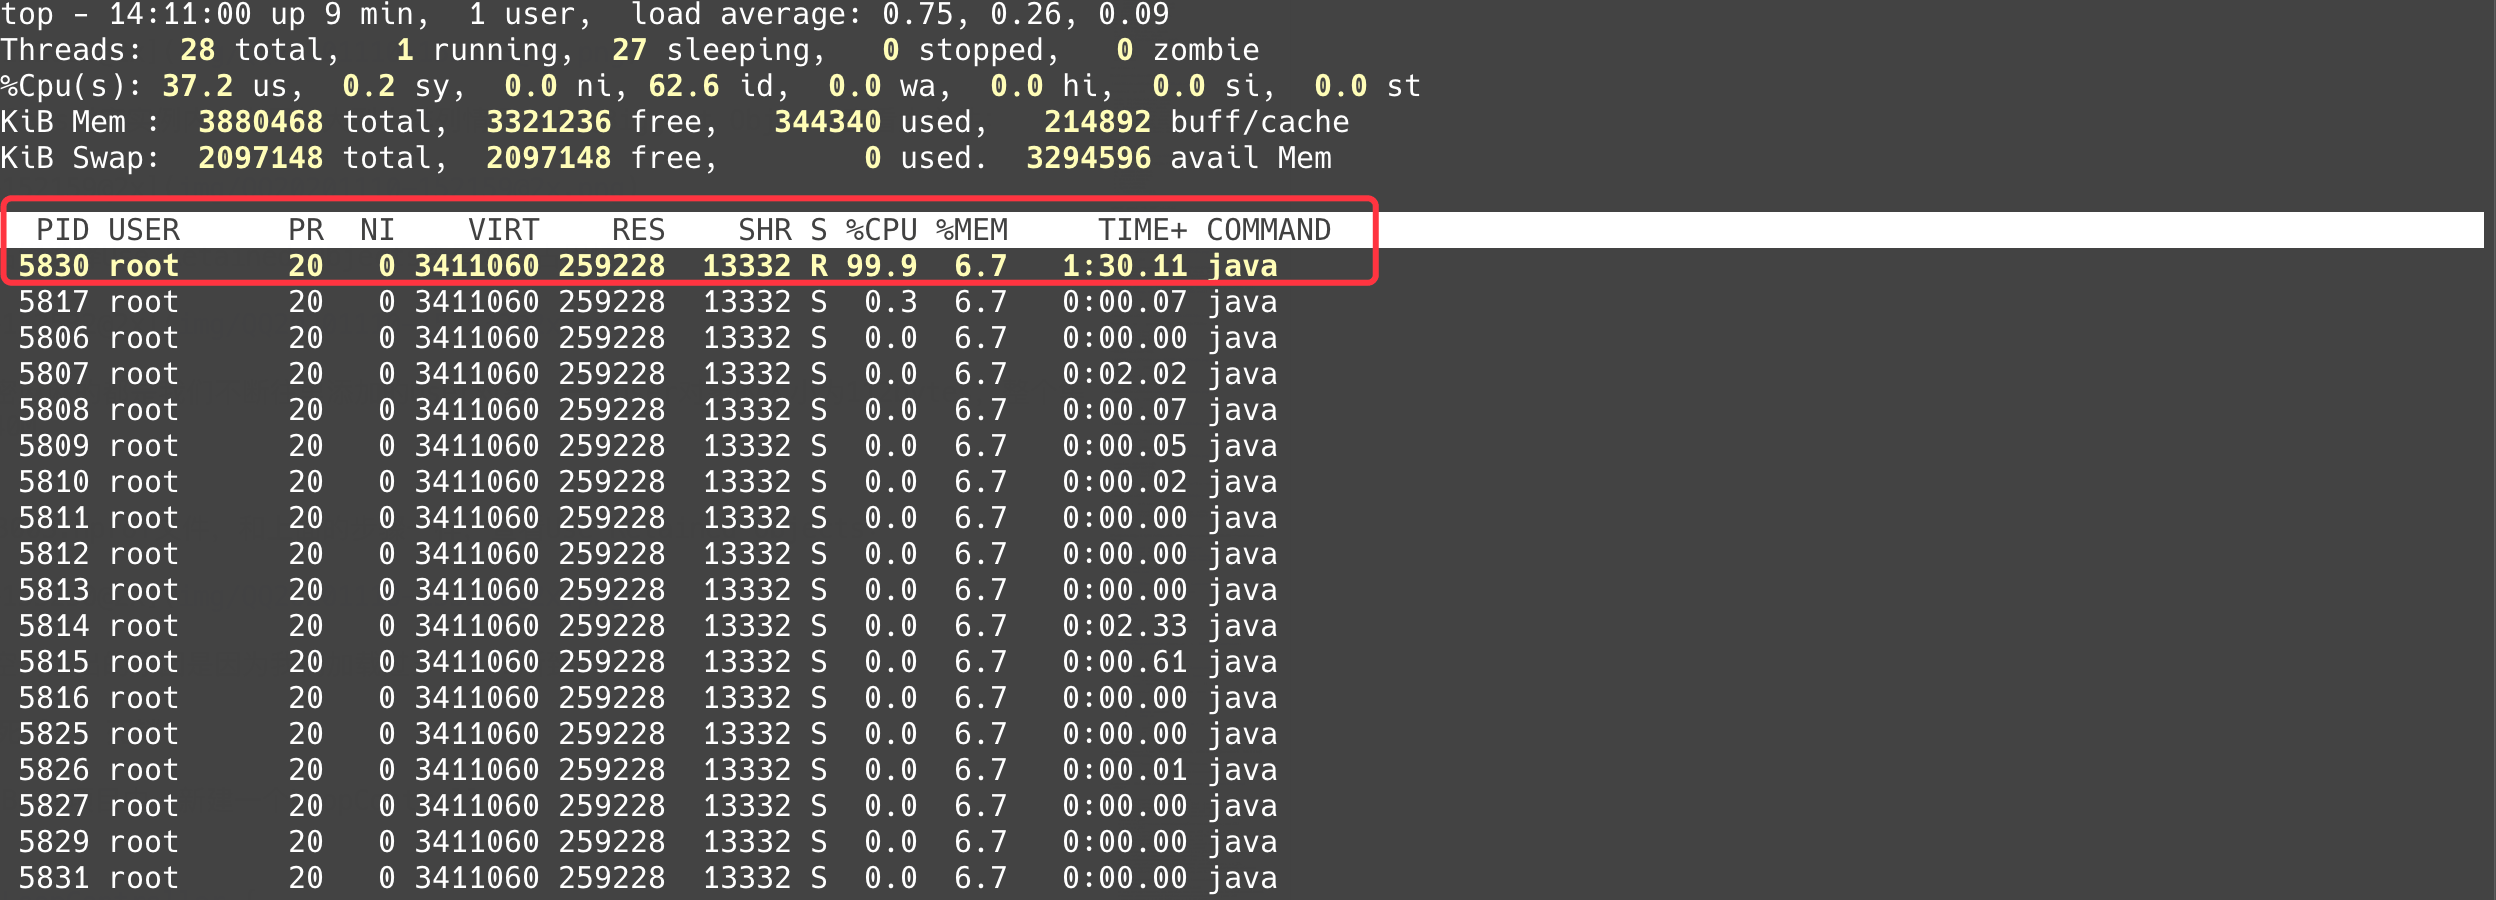 top - 14:11:00 up 9 min,  1 user,  load average: 0.75, 0.26, 0.09
Threads:  28 total,   1 running,  27 sleeping,   0 stopped,   0 zombie
%Cpu(s): 37.2 us,  0.2 sy,  0.0 ni, 62.6 id,  0.0 wa,  0.0 hi,  0.0 si,  0.0 st
KiB Mem :  3880468 total,  3321236 free,   344340 used,   214892 buff/cache
KiB Swap:  2097148 total,  2097148 free,        0 used.  3294596 avail Mem
PID USER      PR  NI    VIRT    RES    SHR S %CPU %MEM     TIME+ COMMAND
5830 root      20   0 3411060 259228  13332 R 99.9  6.7   1:30.11 java
5817 root      20   0 3411060 259228  13332 S  0.3  6.7   0:00.07 java
5806 root      20   0 3411060 259228  13332 S  0.0  6.7   0:00.00 java
5807 root      20   0 3411060 259228  13332 S  0.0  6.7   0:02.02 java
5808 root      20   0 3411060 259228  13332 S  0.0  6.7   0:00.07 java
5809 root      20   0 3411060 259228  13332 S  0.0  6.7   0:00.05 java
5810 root      20   0 3411060 259228  13332 S  0.0  6.7   0:00.02 java
5811 root      20   0 3411060 259228  13332 S  0.0  6.7   0:00.00 java
5812 root      20   0 3411060 259228  13332 S  0.0  6.7   0:00.00 java
5813 root      20   0 3411060 259228  13332 S  0.0  6.7   0:00.00 java
5814 root      20   0 3411060 259228  13332 S  0.0  6.7   0:02.33 java
5815 root      20   0 3411060 259228  13332 S  0.0  6.7   0:00.61 java
5816 root      20   0 3411060 259228  13332 S  0.0  6.7   0:00.00 java
5825 root      20   0 3411060 259228  13332 S  0.0  6.7   0:00.00 java
5826 root      20   0 3411060 259228  13332 S  0.0  6.7   0:00.01 java
5827 root      20   0 3411060 259228  13332 S  0.0  6.7   0:00.00 java
5829 root      20   0 3411060 259228  13332 S  0.0  6.7   0:00.00 java
5831 root      20   0 3411060 259228  13332 S  0.0  6.7   0:00.00 java